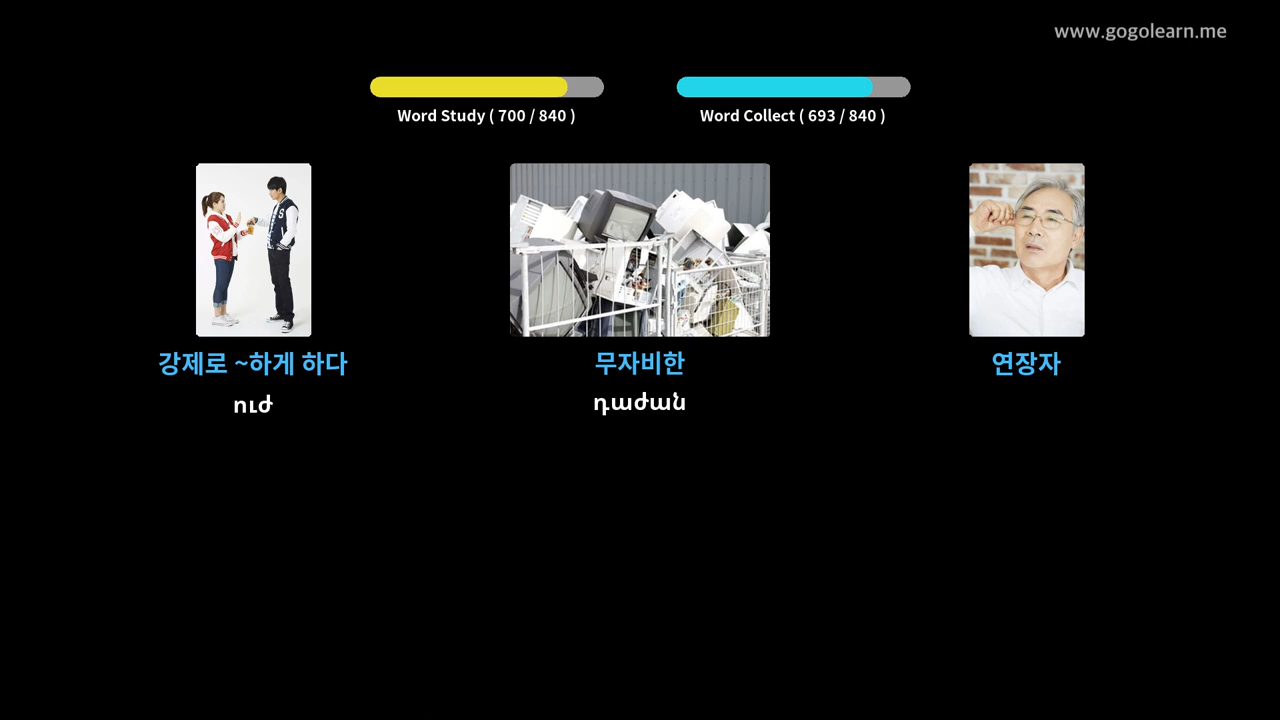 www.gogolearn.me
Word Study ( 700 / 840 )
Word Collect ( 693 / 840 )
강제로 ~하게 하다
무자비한
연장자
ուժ
դաժան